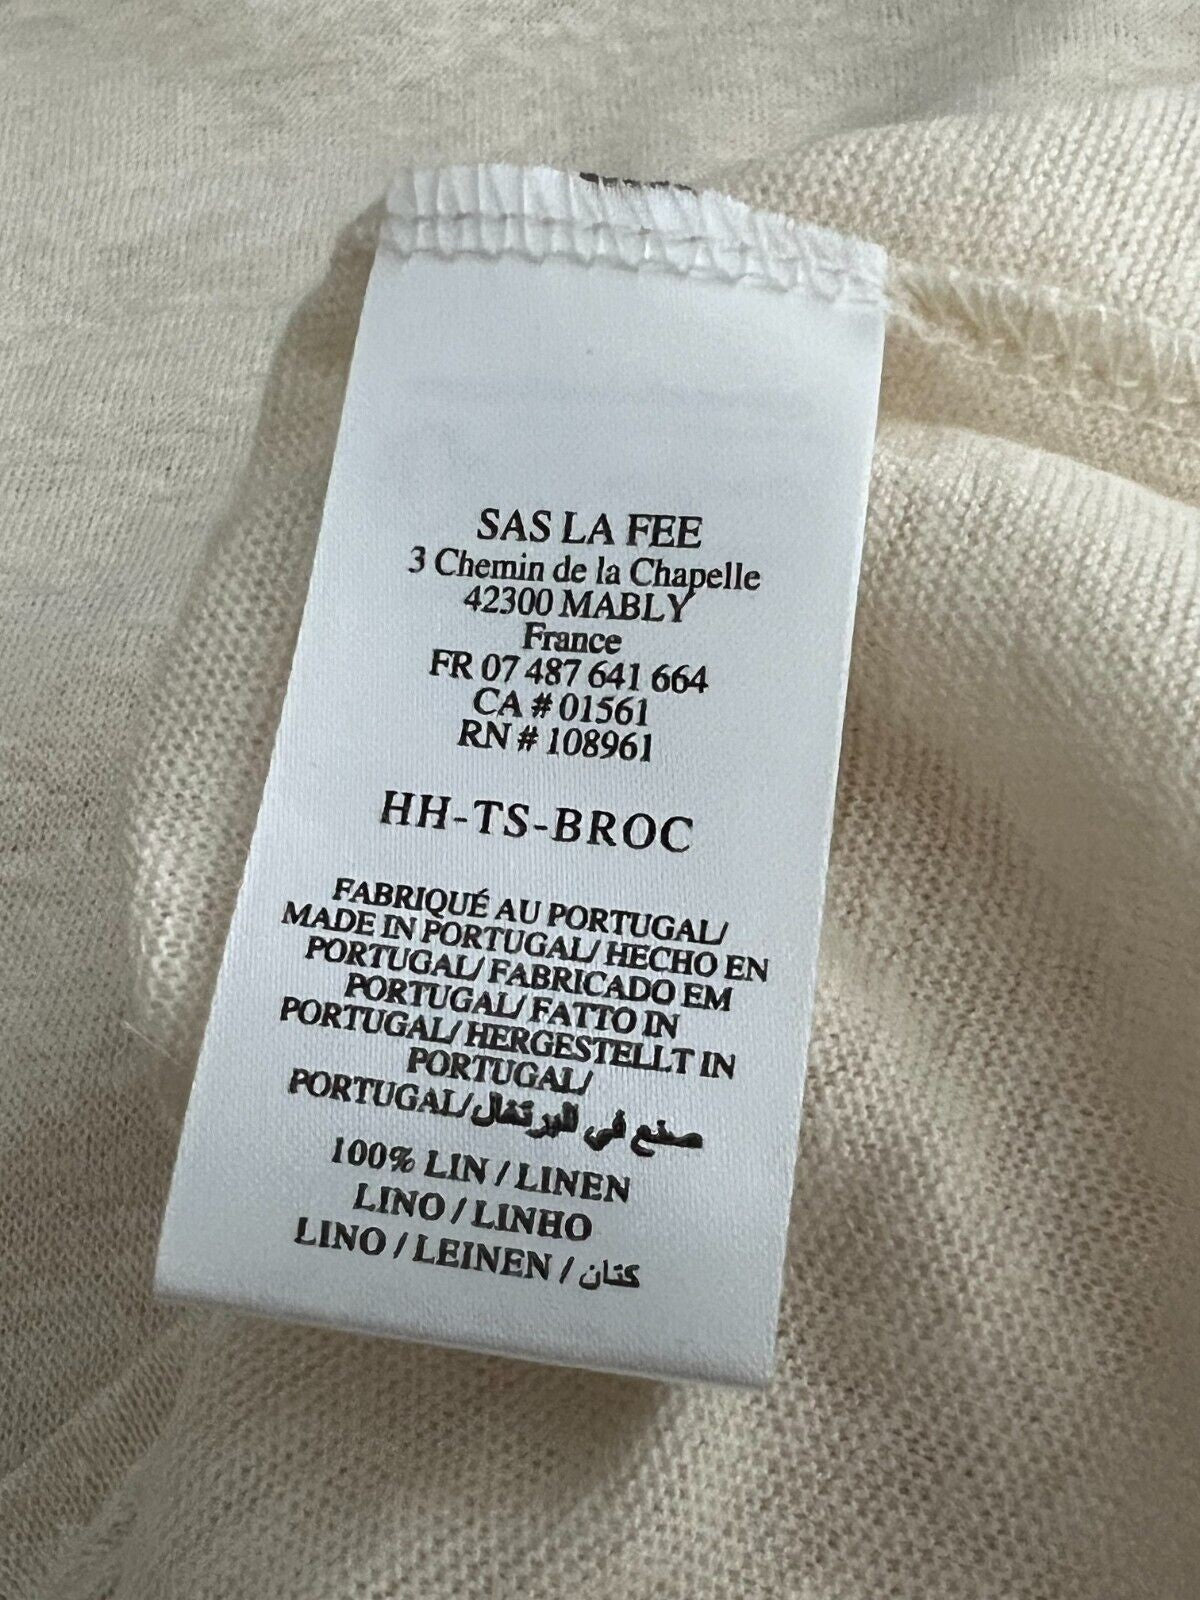 SAS LA FEE
3 Chemin de la Chapelle
42300 MABLY
France
FR 07 487 641 664
CA # 01561
RN # 108961
HH-TS-BROC
FABRIQUÉ AU PORTUGAL/
MADE IN PORTUGAL/ HECHO EN
PORTUGAL/ FABRICADO EM
PORTUGAL/ FATTO IN
PORTUGAL/ HERGESTELLT IN
PORTUGAL/
PORTUGAL/ صنع في البرتغال
100% LIN / LINEN
LINO / LINHO
LINO / LEINEN / كتان